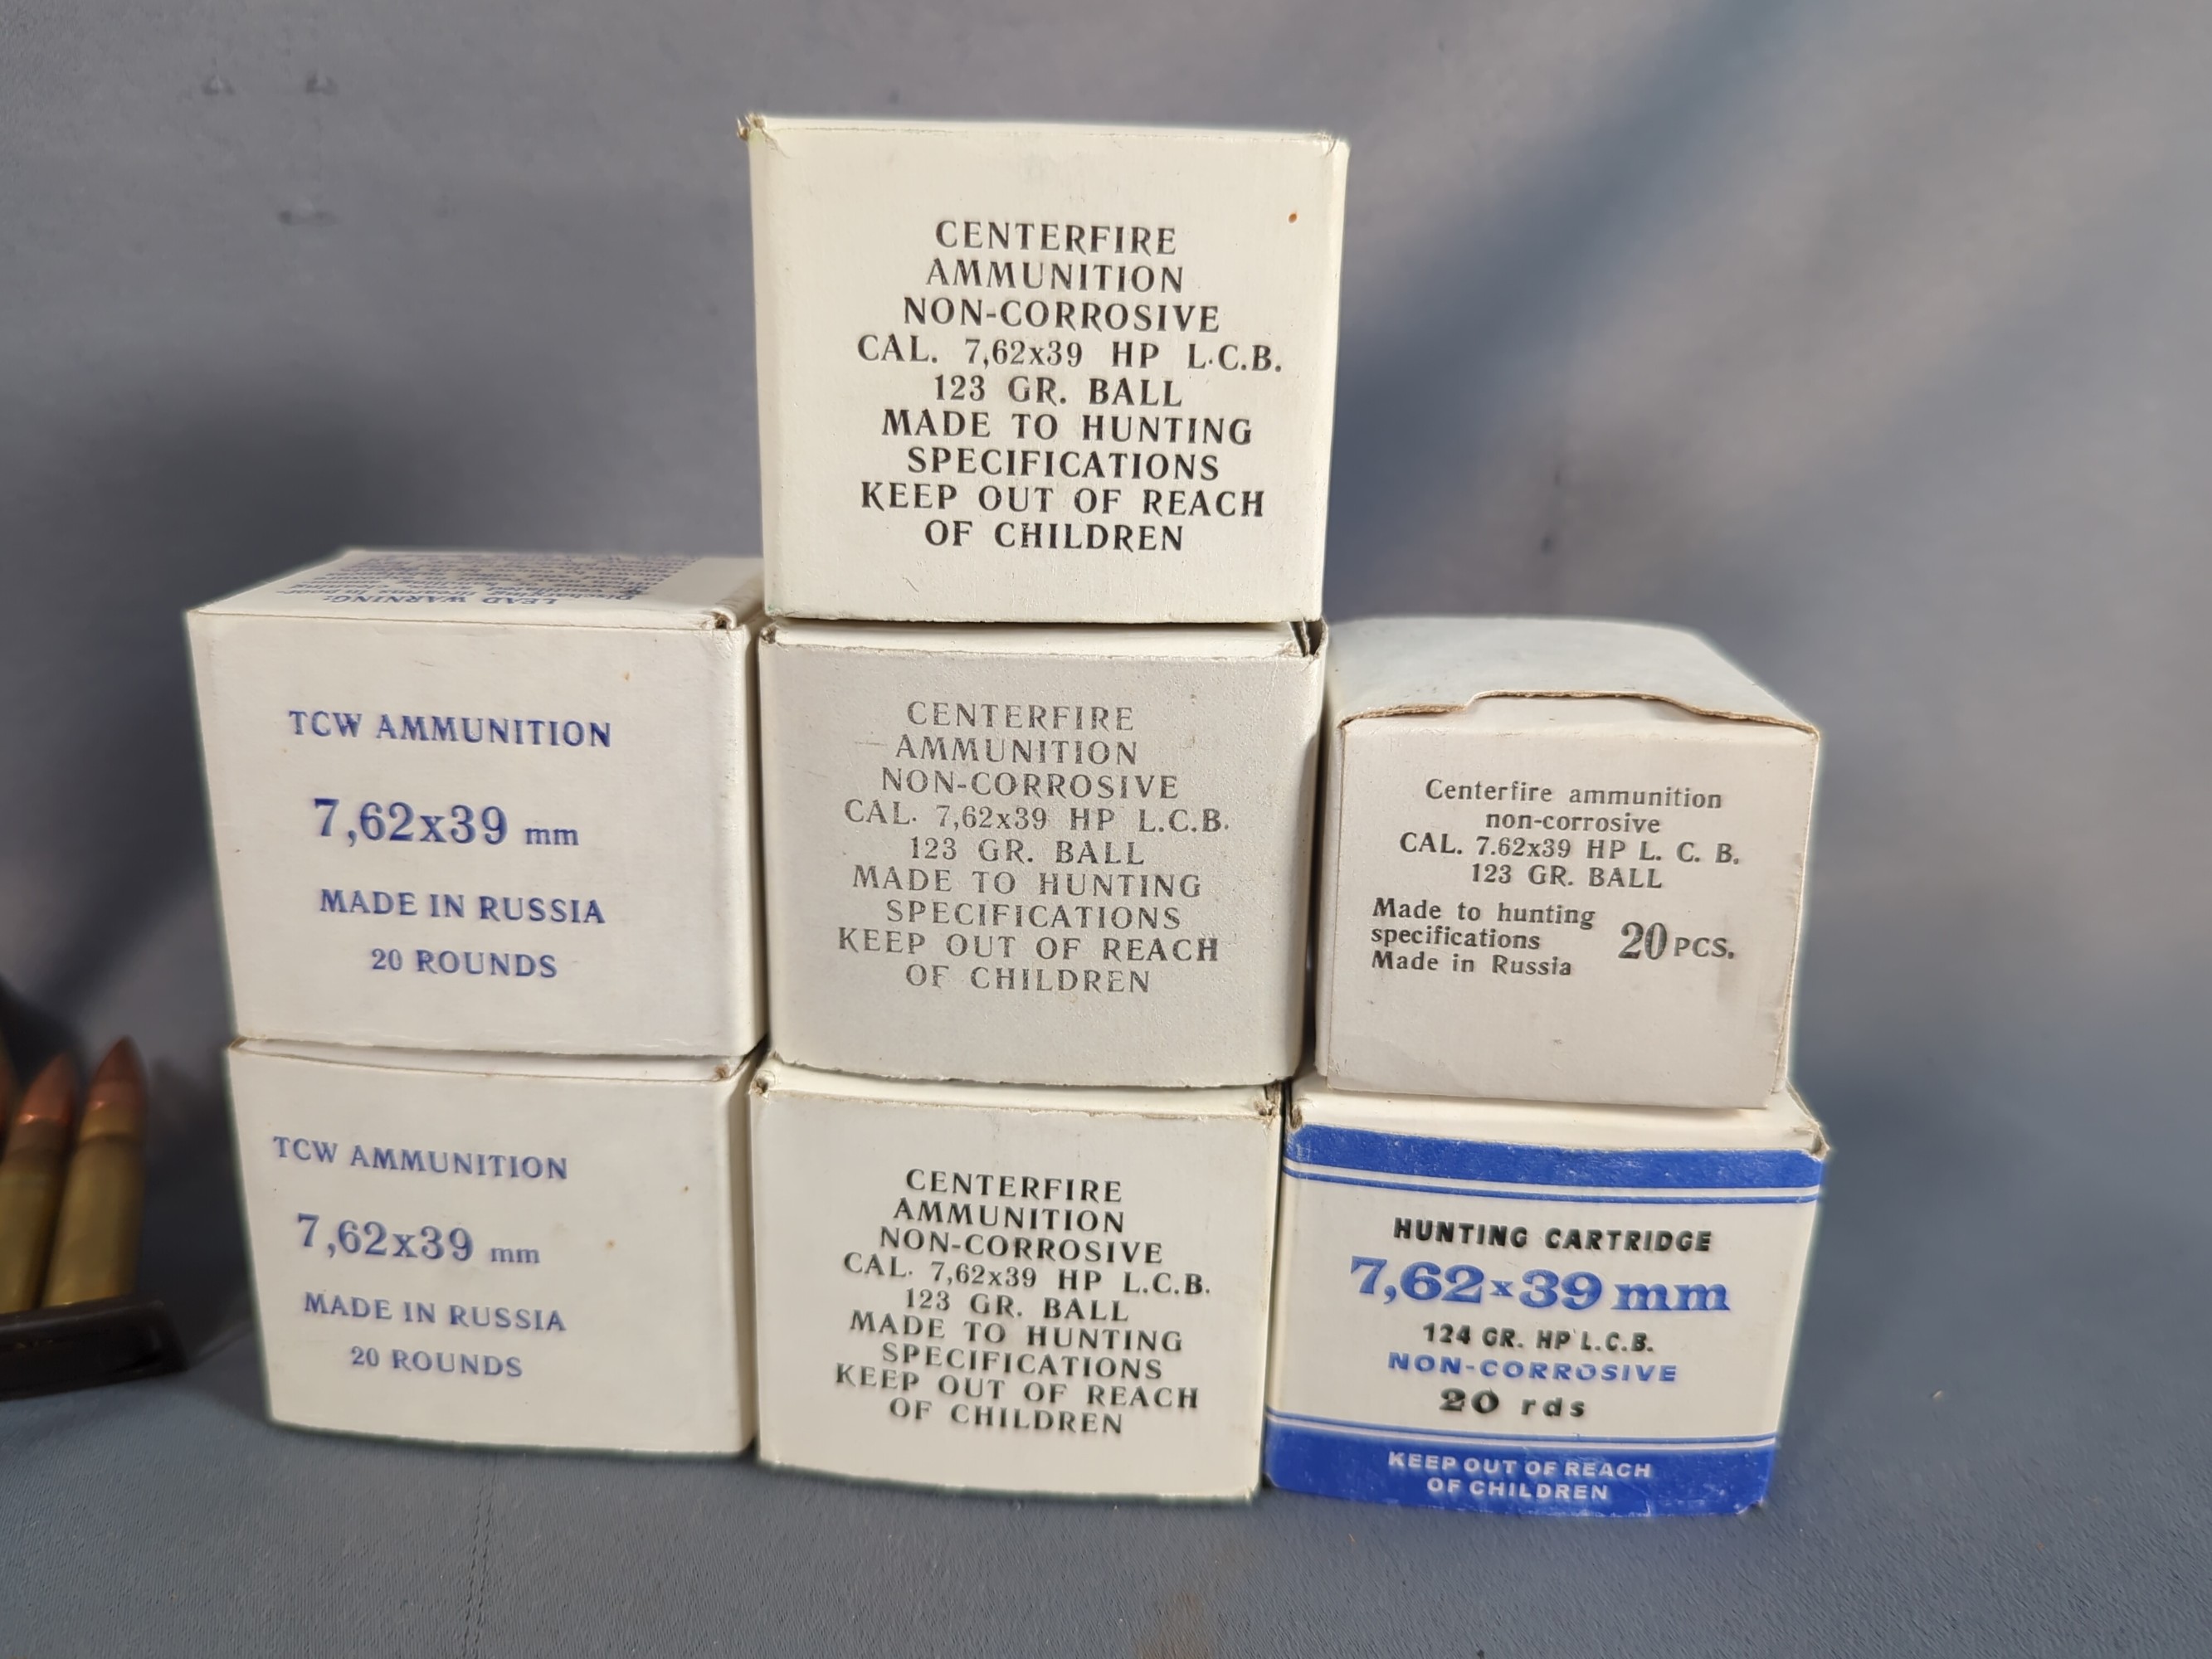 CENTERFIRE
AMMUNITION
NON-CORROSIVE
CAL. 7,62x39 HP L.C.B.
123 GR. BALL
MADE TO HUNTING
SPECIFICATIONS
KEEP OUT OF REACH
OF CHILDREN
LEAD WARNING:
Discharging firearms in poor-
TCW AMMUNITION
7,62x39 mm
MADE IN RUSSIA
20 ROUNDS
CENTERFIRE
AMMUNITION
NON-CORROSIVE
CAL. 7,62x39 HP L.C.B.
123 GR. BALL
MADE TO HUNTING
SPECIFICATIONS
KEEP OUT OF REACH
OF CHILDREN
Centerfire ammunition
non-corrosive
CAL. 7.62x39 HP L. C. B.
123 GR. BALL
Made to hunting
specifications
Made in Russia
20 PCS.
TCW AMMUNITION
7,62x39 mm
MADE IN RUSSIA
20 ROUNDS
CENTERFIRE
AMMUNITION
NON-CORROSIVE
CAL. 7,62x39 HP L.C.B.
123 GR. BALL
MADE TO HUNTING
SPECIFICATIONS
KEEP OUT OF REACH
OF CHILDREN
HUNTING CARTRIDGE
7,62x39mm
124 GR. HP L.C.B.
NON-CORROSIVE
20 rds
KEEP OUT OF REACH
OF CHILDREN